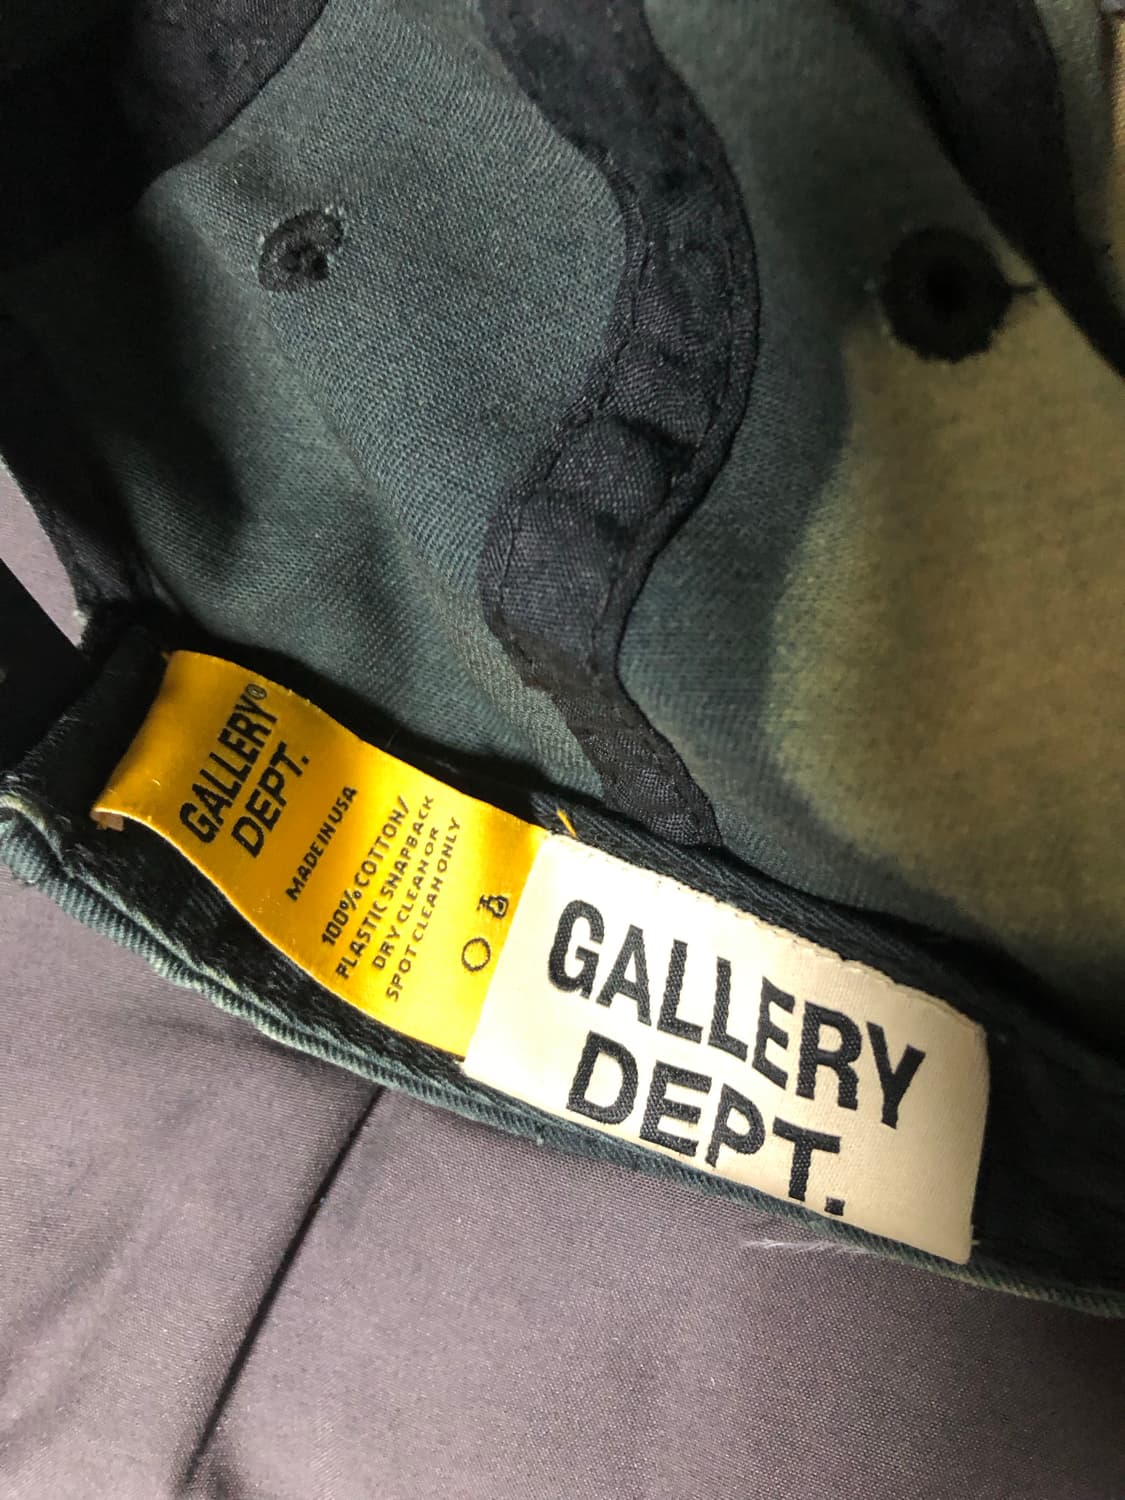 GALLERY®
DEPT.
MADE IN USA
100% COTTON/
PLASTIC SNAPBACK
DRY CLEAN OR
SPOT CLEAN ONLY
GALLERY
DEPT.